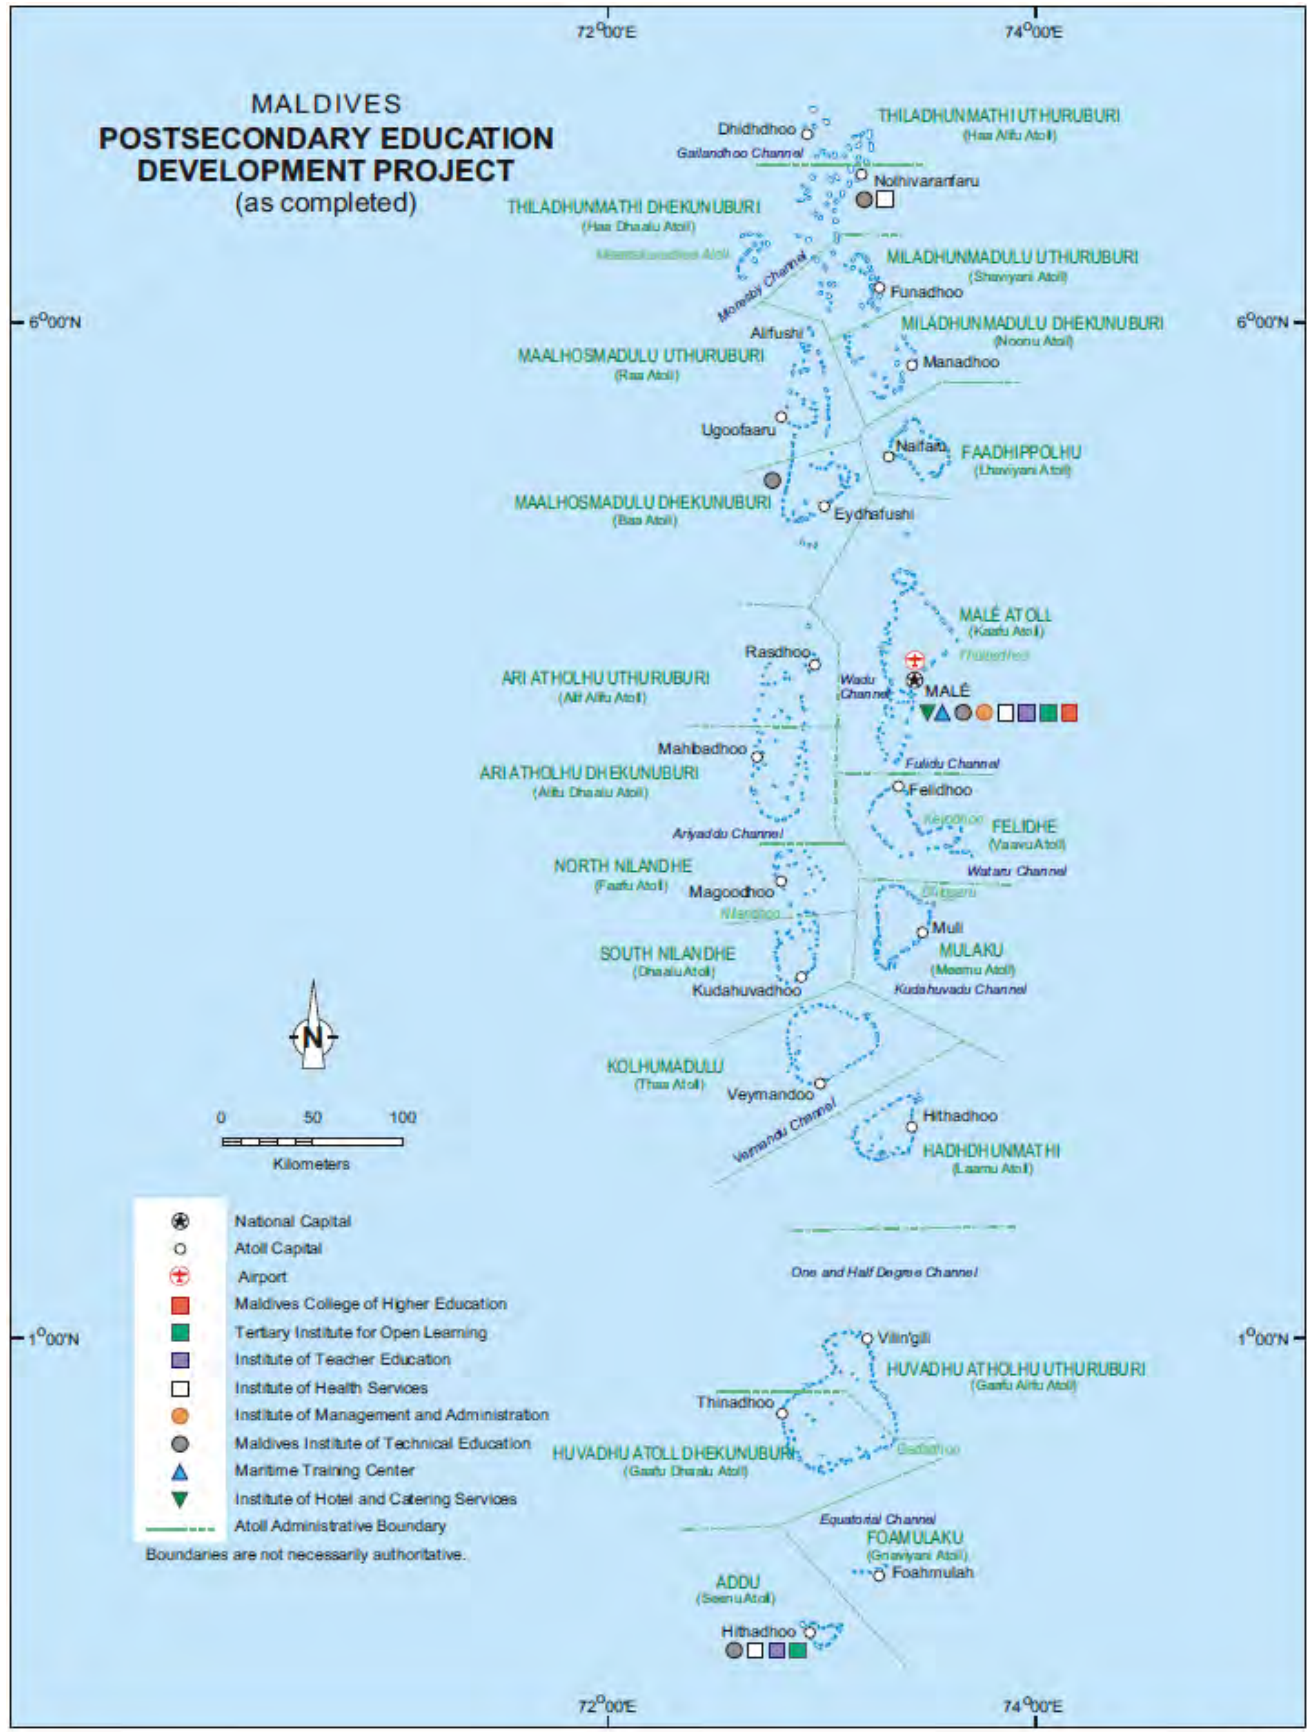 72°00'E
74°00'E
MALDIVES
POSTSECONDARY EDUCATION
DEVELOPMENT PROJECT
(as completed)
THILADHUNMATHI UTHURUBURI
(Haa Alifu Atoll)
Dhidhdhoo
Gailandhoo Channel
Nolhivaranfaru
THILADHUNMATHI DHEKUNUBURI
(Haa Dhaalu Atoll)
Moresby Channel
MILADHUNMADULU UTHURUBURI
(Shaviyani Atoll)
Funadhoo
6°00'N
6°00'N
Alifushi
MILADHUNMADULU DHEKUNUBURI
(Noonu Atoll)
Manadhoo
MAALHOSMADULU UTHURUBURI
(Raa Atoll)
Ugoofaaru
Naifaru
FAADHIPPOLHU
(Lhaviyani Atoll)
MAALHOSMADULU DHEKUNUBURI
(Baa Atoll)
Eydhafushi
MALÉ ATOLL
(Kaafu Atoll)
Thulusdhoo
Rasdhoo
ARI ATHOLHU UTHURUBURI
(Alif Alifu Atoll)
Wadu
Channel
MALÉ
Mahibadhoo
ARI ATHOLHU DHEKUNUBURI
(Alifu Dhaalu Atoll)
Fulidu Channel
Felidhoo
Keyodhoo
FELIDHE
(Vaavu Atoll)
Ariyaddu Channel
NORTH NILANDHE
(Faafu Atoll)
Magoodhoo
Nilandhoo
Wataru Channel
Muli
MULAKU
(Meemu Atoll)
SOUTH NILANDHE
(Dhaalu Atoll)
Kudahuvadhoo
Kudahuvadu Channel
N
KOLHUMADULU
(Thaa Atoll)
Veymandoo
Veymandu Channel
Hithadhoo
HADHDHUNMATHI
(Laamu Atoll)
0 50 100
Kilometers
One and Half Degree Channel
National Capital
Atoll Capital
Airport
Maldives College of Higher Education
Tertiary Institute for Open Learning
Institute of Teacher Education
Institute of Health Services
Institute of Management and Administration
Maldives Institute of Technical Education
Maritime Training Center
Institute of Hotel and Catering Services
Atoll Administrative Boundary
Boundaries are not necessarily authoritative.
1°00'N
1°00'N
Vilin'gili
HUVADHU ATHOLHU UTHURUBURI
(Gaafu Alifu Atoll)
Thinadhoo
HUVADHU ATOLL DHEKUNUBURI
(Gaafu Dhaalu Atoll)
Gadhdhoo
Equatorial Channel
FOAMULAKU
(Gnaviyani Atoll)
Foahmulah
ADDU
(Seenu Atoll)
Hithadhoo
72°00'E
74°00'E